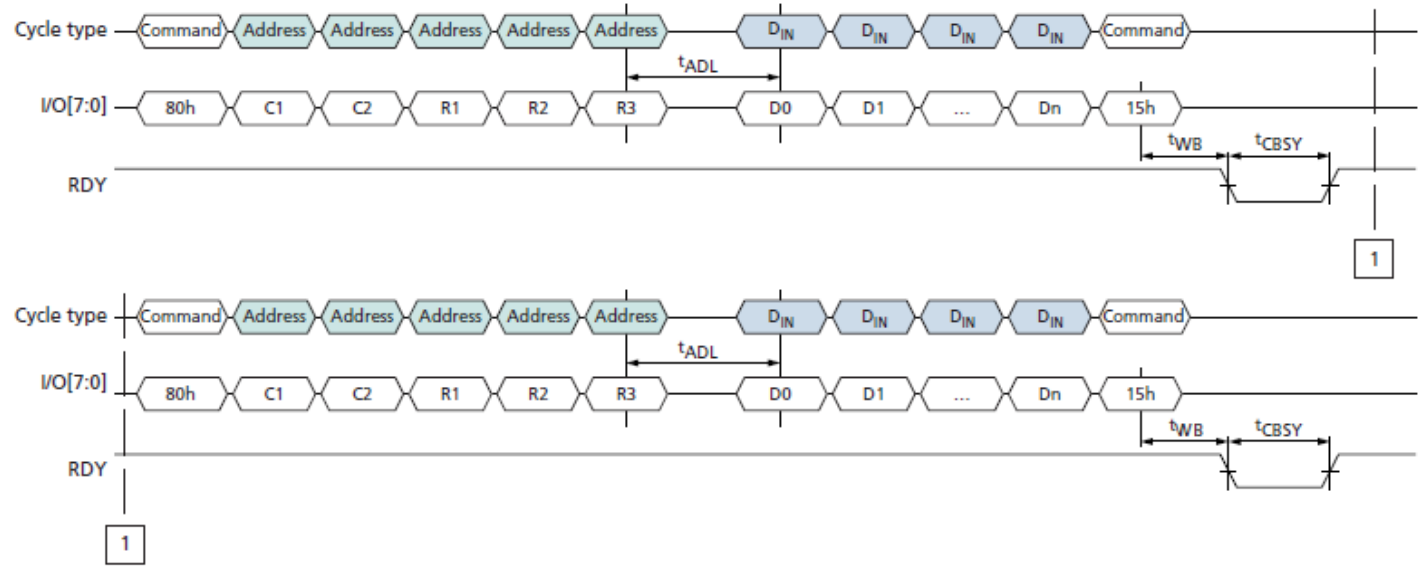 Cycle type Command Address Address Address Address Address DIN DIN DIN DIN Command
tADL
I/O[7:0] 80h C1 C2 R1 R2 R3 D0 D1 ... Dn 15h
tWB tCBSY
RDY
1
Cycle type Command Address Address Address Address Address DIN DIN DIN DIN Command
tADL
I/O[7:0] 80h C1 C2 R1 R2 R3 D0 D1 ... Dn 15h
tWB tCBSY
RDY
1